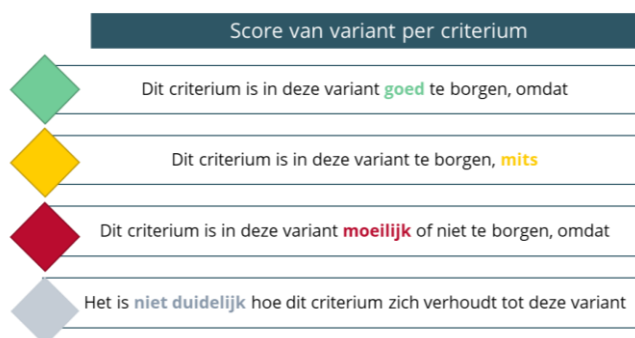 Score van variant per criterium
Dit criterium is in deze variant goed te borgen, omdat
Dit criterium is in deze variant te borgen, mits
Dit criterium is in deze variant moeilijk of niet te borgen, omdat
Het is niet duidelijk hoe dit criterium zich verhoudt tot deze variant